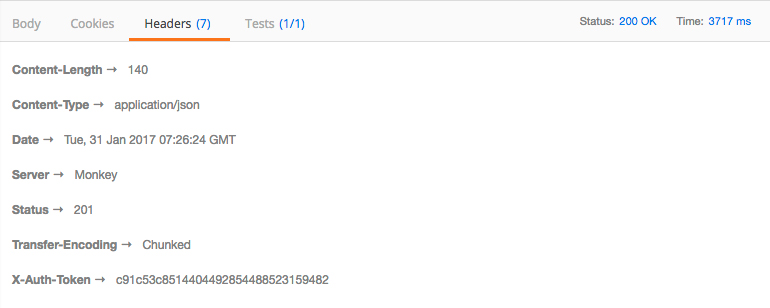 Body Cookies Headers (7) Tests (1/1) Status: 200 OK Time: 3717 ms
Content-Length → 140
Content-Type → application/json
Date → Tue, 31 Jan 2017 07:26:24 GMT
Server → Monkey
Status → 201
Transfer-Encoding → Chunked
X-Auth-Token → c91c53c8514404492854488523159482